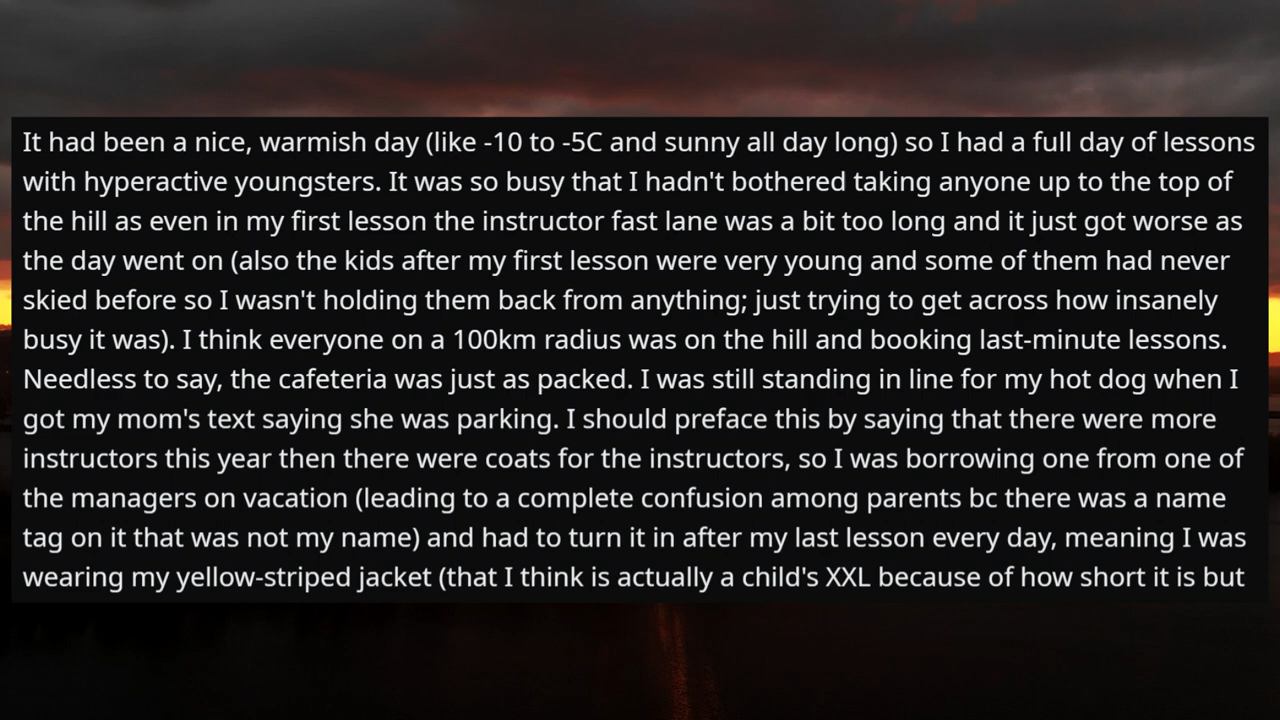 It had been a nice, warmish day (like -10 to -5C and sunny all day long) so I had a full day of lessons
with hyperactive youngsters. It was so busy that I hadn't bothered taking anyone up to the top of
the hill as even in my first lesson the instructor fast lane was a bit too long and it just got worse as
the day went on (also the kids after my first lesson were very young and some of them had never
skied before so I wasn't holding them back from anything; just trying to get across how insanely
busy it was). I think everyone on a 100km radius was on the hill and booking last-minute lessons.
Needless to say, the cafeteria was just as packed. I was still standing in line for my hot dog when I
got my mom's text saying she was parking. I should preface this by saying that there were more
instructors this year then there were coats for the instructors, so I was borrowing one from one of
the managers on vacation (leading to a complete confusion among parents bc there was a name
tag on it that was not my name) and had to turn it in after my last lesson every day, meaning I was
wearing my yellow-striped jacket (that I think is actually a child's XXL because of how short it is but